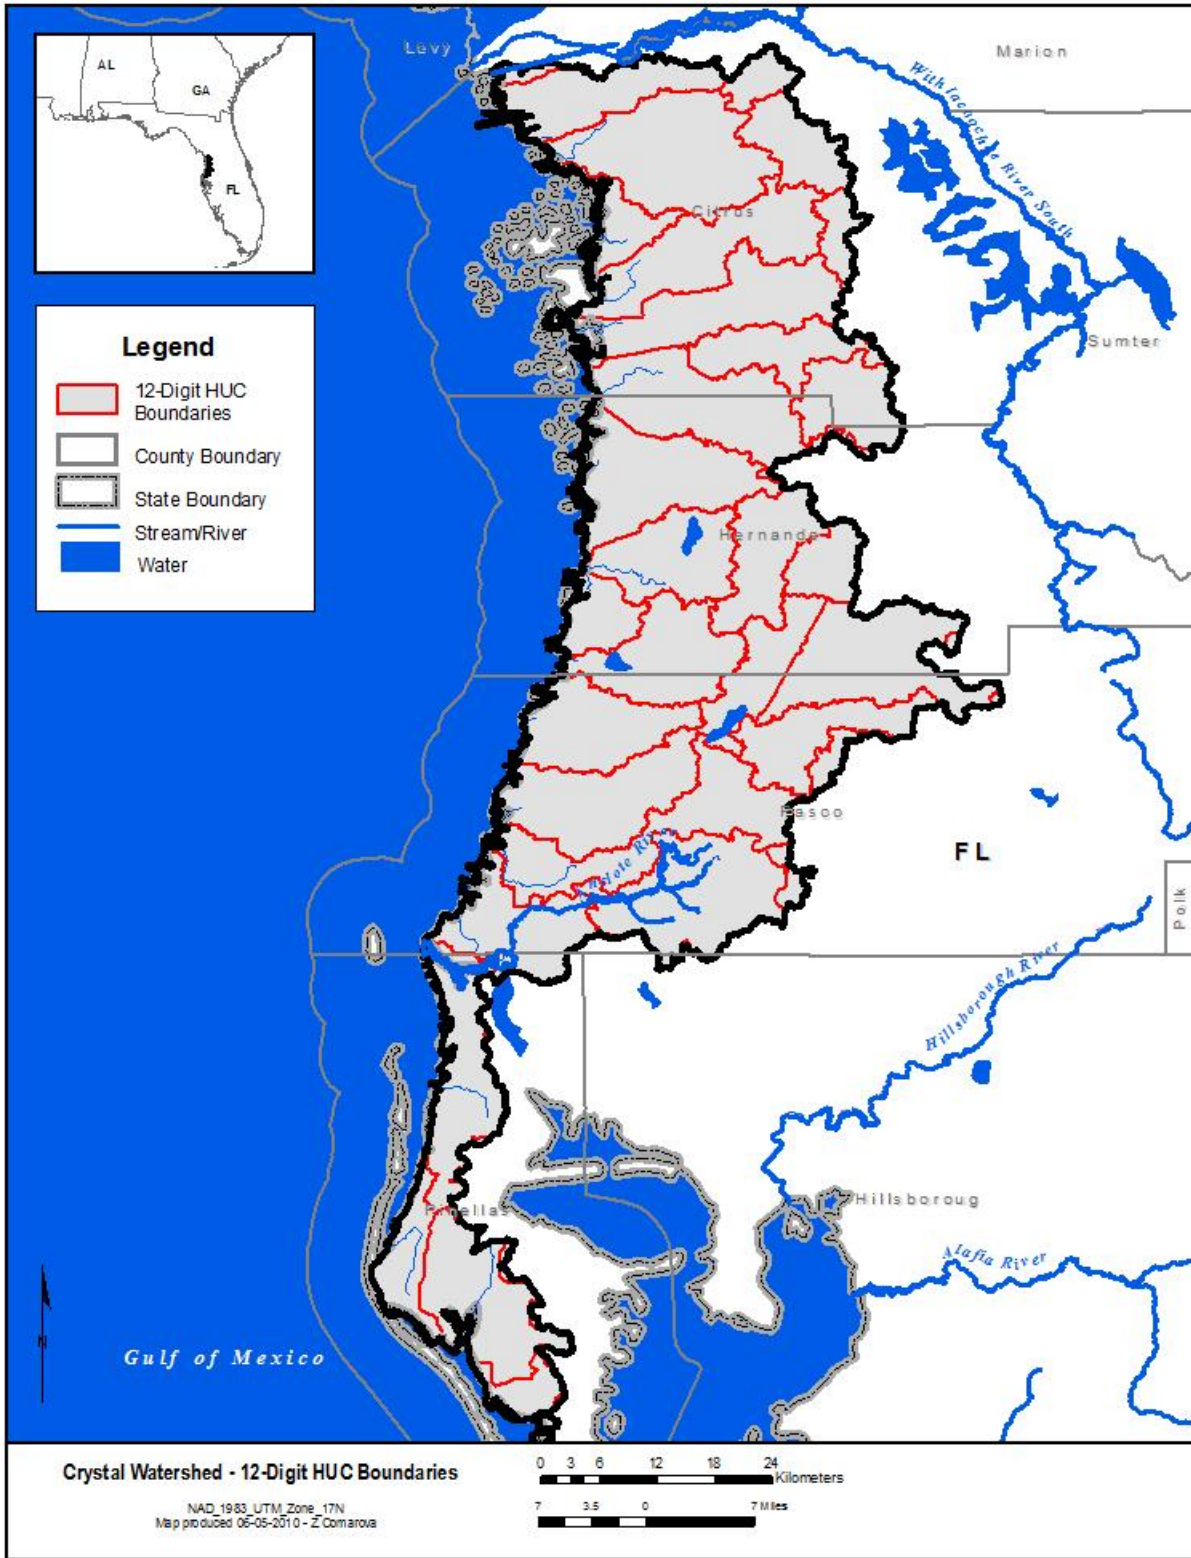 Levy
Marion
Withlacoochie River South
AL
GA
FL
Citrus
Sumter
Legend
12-Digit HUC
Boundaries
County Boundary
State Boundary
Stream/River
Water
Hernando
Pasco
FL
Anclote River
Polk
Hillsborough River
Pinellas
Hillsboroug
Alafia River
N
Gulf of Mexico
Crystal Watershed - 12-Digit HUC Boundaries
NAD_1983_UTM_Zone_17N
Map produced 06-05-2010 - Z Comarova
0 3 6 12 18 24
Kilometers
7 3.5 0 7 Miles